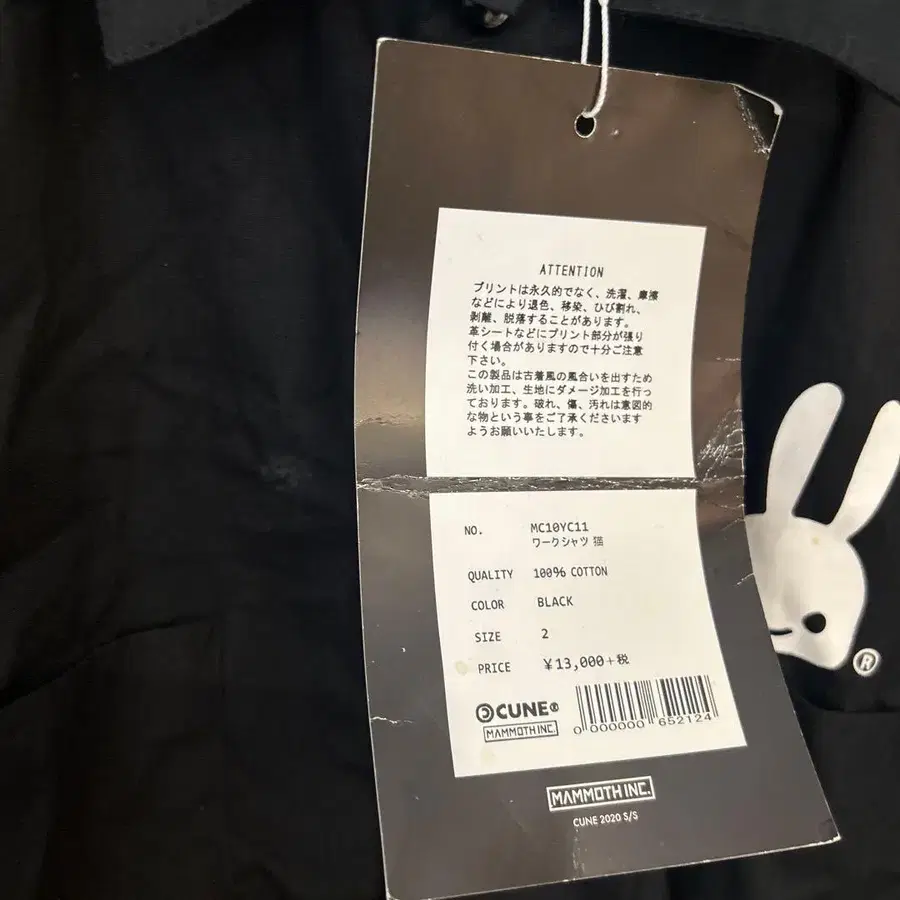 ATTENTION
プリントは永久的でなく、洗濯、摩擦
などにより退色、移染、ひび割れ、
剥離、脱落することがあります。
革シートなどにプリント部分が張り
付く場合がありますので十分ご注意
下さい。
この製品は古着風の風合いを出すため
洗い加工、生地にダメージ加工を行っ
ております。破れ、傷、汚れは意図的
な物という事をご了承くださいます
ようお願いいたします。
NO. MC10YC11
ワークシャツ 猫
QUALITY 100% COTTON
COLOR BLACK
SIZE 2
PRICE ¥13,000+税
CUNE®
MAMMOTH INC.
0 000000 652124
MAMMOTH INC.
CUNE 2020 S/S
®